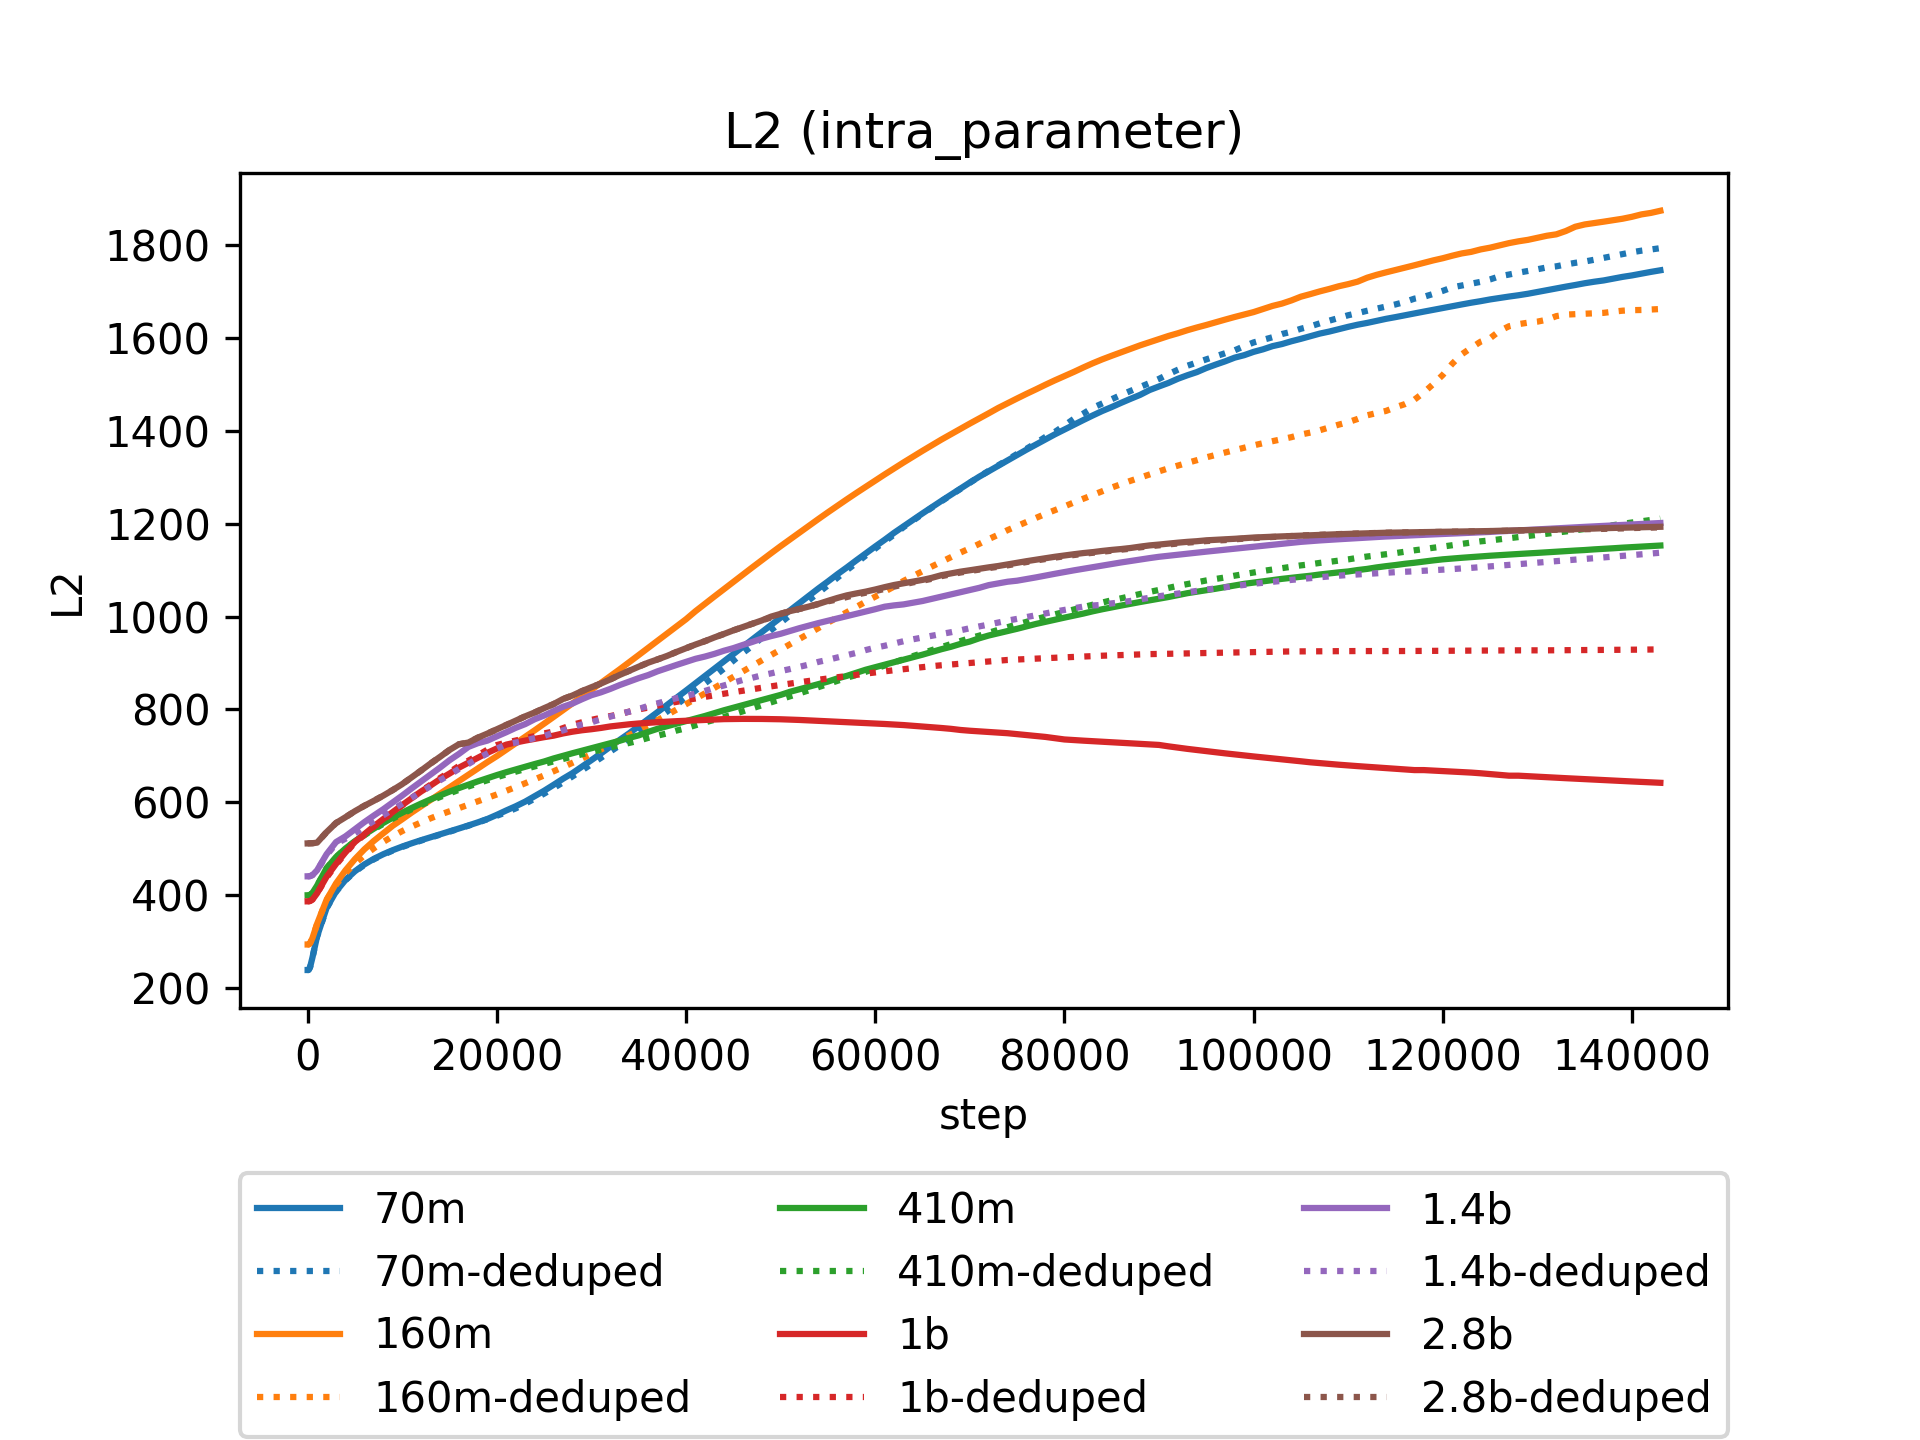 L2 (intra_parameter)
1800
1600
1400
1200
1000
800
600
400
200
L2
0 20000 40000 60000 80000 100000 120000 140000
step
70m 410m 1.4b
70m-deduped 410m-deduped 1.4b-deduped
160m 1b 2.8b
160m-deduped 1b-deduped 2.8b-deduped